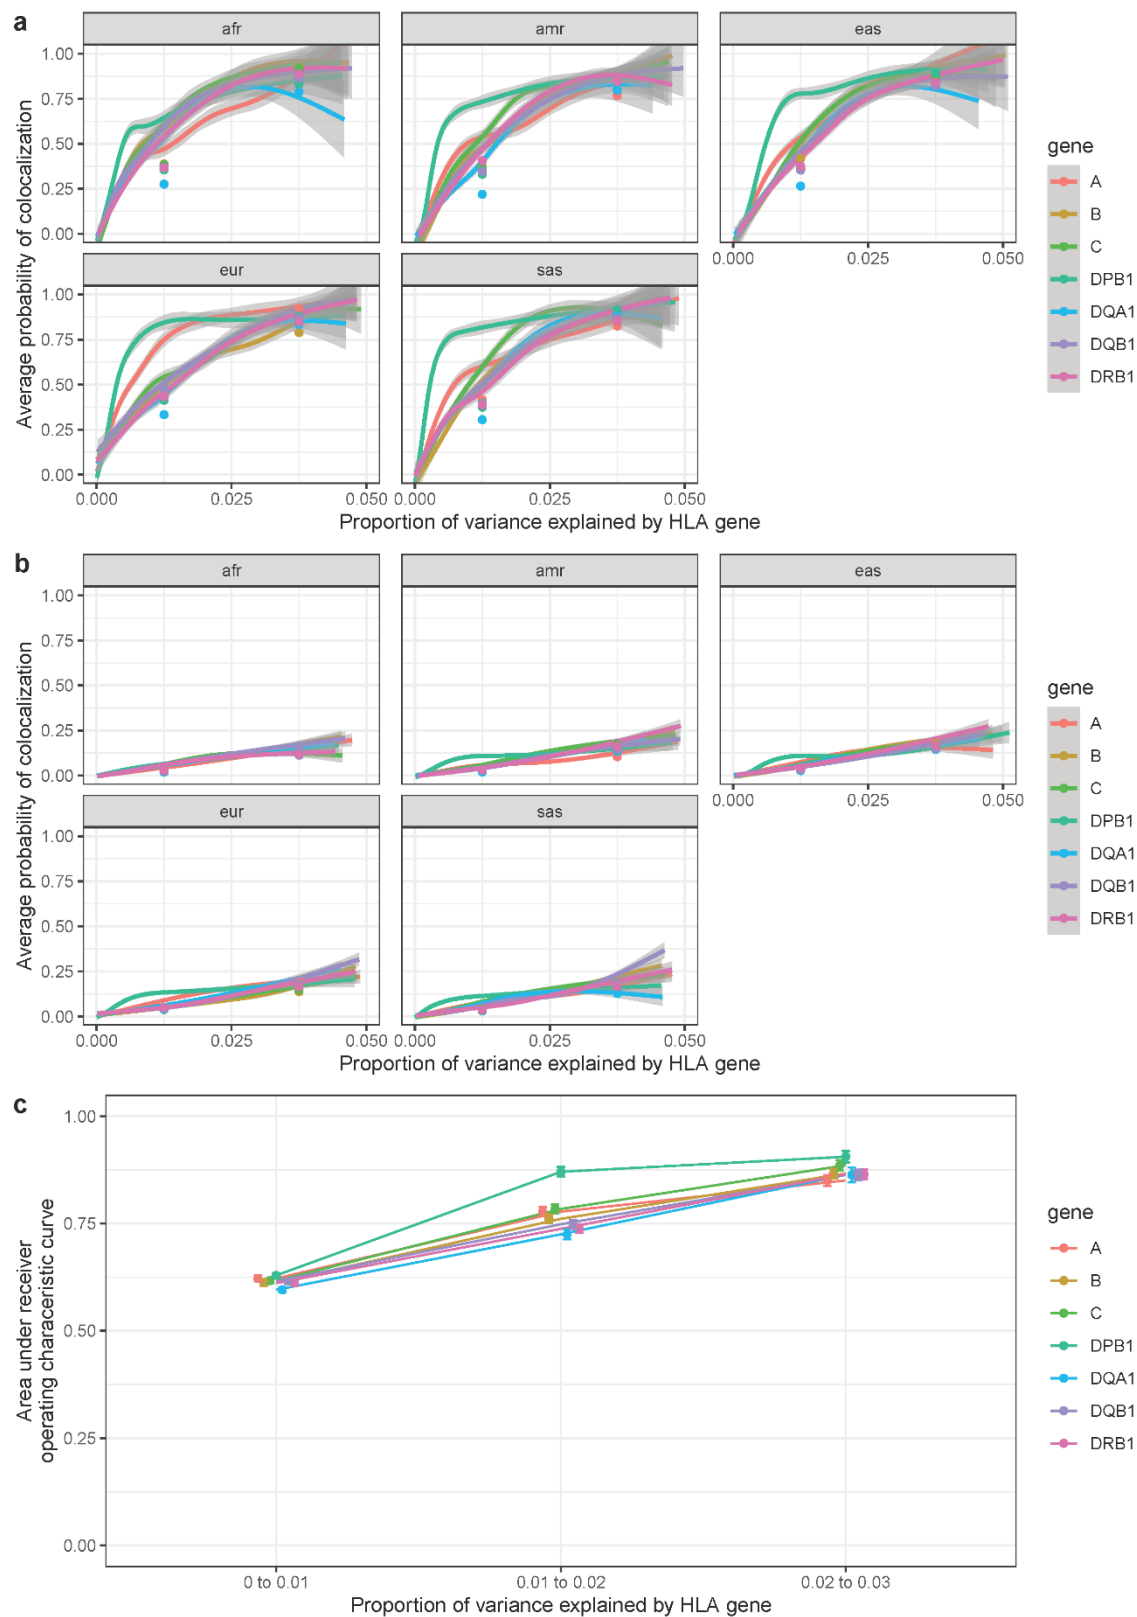 a
afr
amr
eas
1.00
0.75
0.50
0.25
0.00
0.000
0.025
0.050
eur
sas
1.00
0.75
0.50
0.25
0.00
0.000
0.025
0.050
0.000
0.025
0.050
Average probability of colocalization
Proportion of variance explained by HLA gene
gene
A
B
C
DPB1
DQA1
DQB1
DRB1
b
afr
amr
eas
1.00
0.75
0.50
0.25
0.00
0.000
0.025
0.050
eur
sas
1.00
0.75
0.50
0.25
0.00
0.000
0.025
0.050
0.000
0.025
0.050
Average probability of colocalization
Proportion of variance explained by HLA gene
gene
A
B
C
DPB1
DQA1
DQB1
DRB1
c
1.00
0.75
0.50
0.25
0.00
Area under receiver
operating characeristic curve
0 to 0.01
0.01 to 0.02
0.02 to 0.03
Proportion of variance explained by HLA gene
gene
A
B
C
DPB1
DQA1
DQB1
DRB1